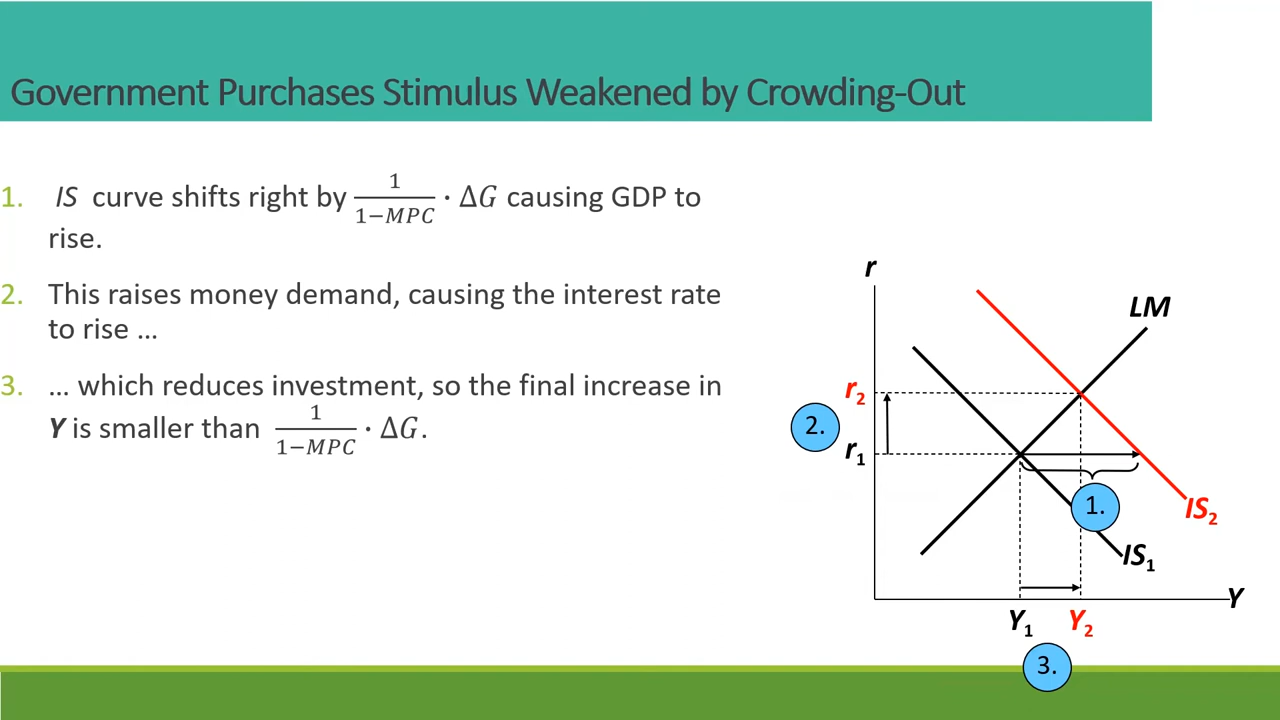 Government Purchases Stimulus Weakened by Crowding-Out
1. IS curve shifts right by 1/(1−MPC) · ΔG causing GDP to
rise.
2. This raises money demand, causing the interest rate
to rise …
3. … which reduces investment, so the final increase in
Y is smaller than 1/(1−MPC) · ΔG.
r
LM
r₂
2.
r₁
1.
IS₂
IS₁
Y
Y₁ Y₂
3.